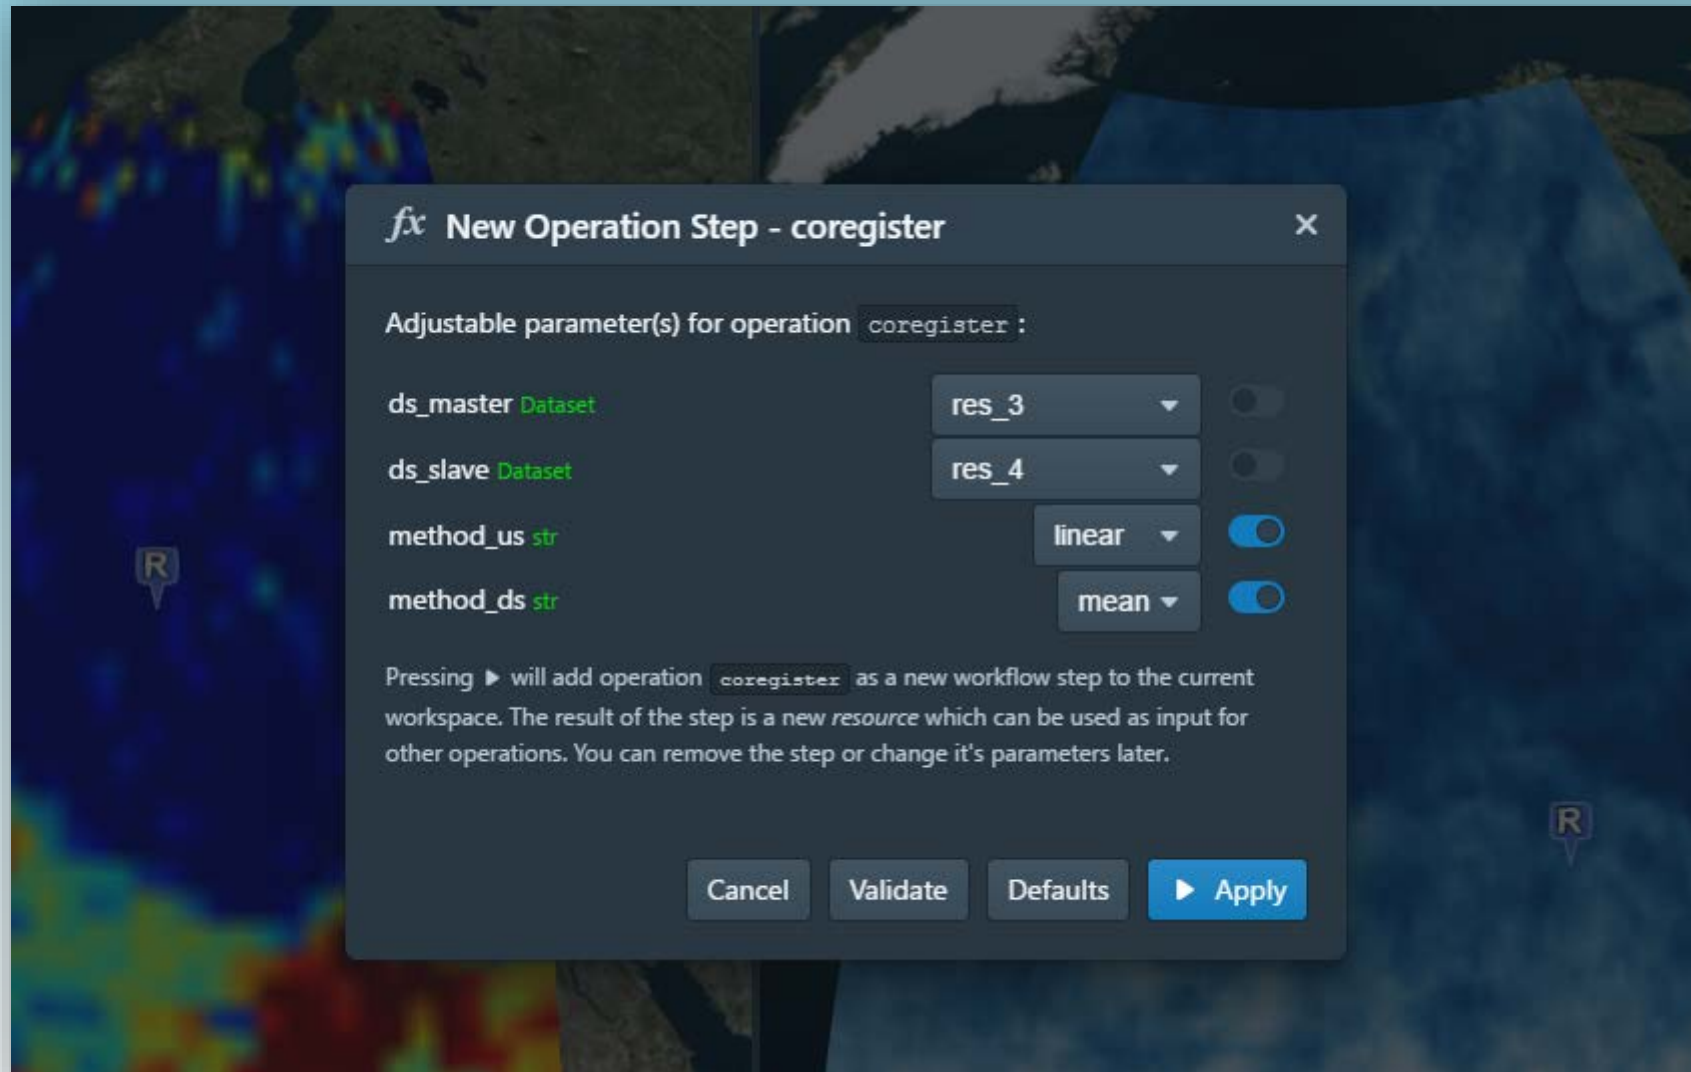 fx New Operation Step - coregister ×
Adjustable parameter(s) for operation coregister :
ds_master Dataset res_3
ds_slave Dataset res_4
method_us str linear
method_ds str mean
Pressing ▶ will add operation coregister as a new workflow step to the current
workspace. The result of the step is a new resource which can be used as input for
other operations. You can remove the step or change it's parameters later.
Cancel Validate Defaults ▶ Apply
R
R